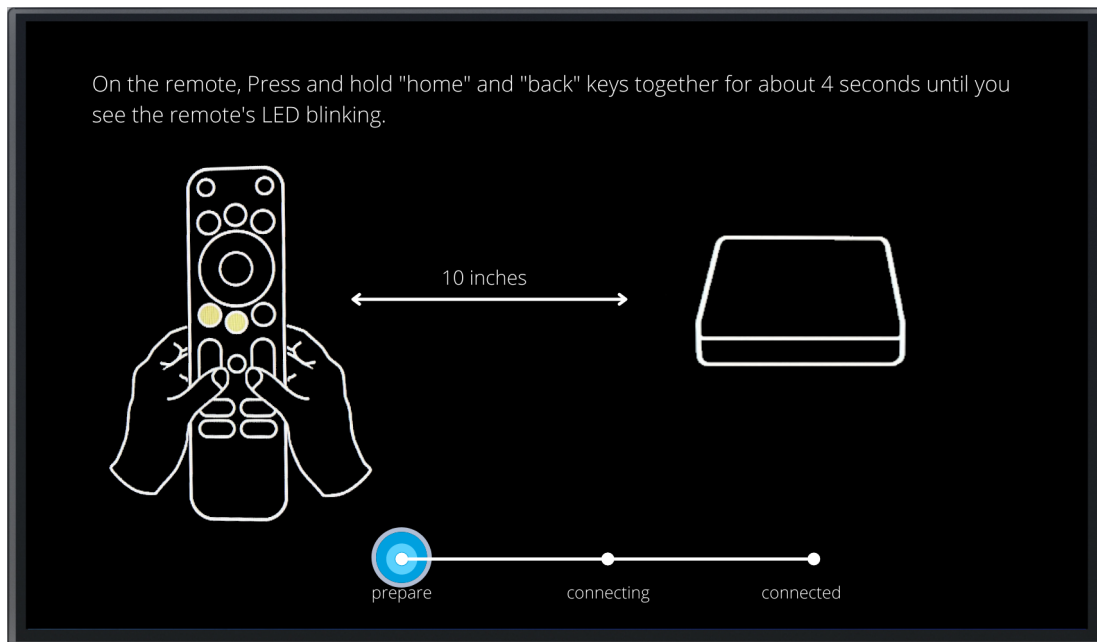 On the remote, Press and hold "home" and "back" keys together for about 4 seconds until you
see the remote's LED blinking.
10 inches
prepare
connecting
connected